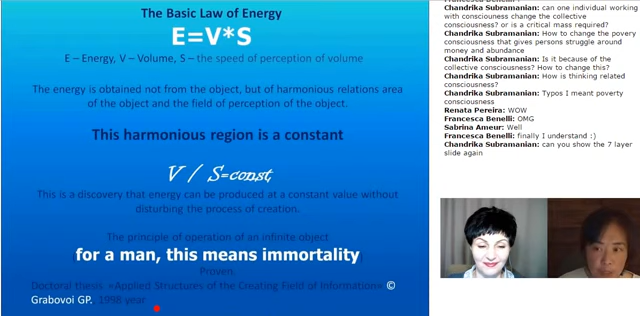 The Basic Law of Energy
E=V*S
E – Energy, V – Volume, S – the speed of perception of volume
The energy is obtained not from the object, but of harmonious relations area
of the object and the field of perception of the object.
This harmonious region is a constant
V / S=const,
This is a discovery that energy can be produced at a constant value without
disturbing the process of creation.
The principle of operation of an infinite object
for a man, this means immortality
Proven.
Doctoral thesis. «Applied Structures of the Creating Field of Information» ©
Grabovoi GP. 1998 year
Chandrika Subramanian: can one individual working
with consciouness change the collective
consciousness? or is a critical mass required?
Chandrika Subramanian: How to change the povery
consciousness that gives persons struggle around
money and abundance
Chandrika Subramanian: Is it because of the
collective consciousness? How to change this?
Chandrika Subramanian: How is thinking related
consciousness?
Chandrika Subramanian: Typos I meant poverty
consciousness
Renata Pereira: WOW
Francesca Benelli: OMG
Sabrina Ameur: Well
Francesca Benelli: finally I understand :)
Chandrika Subramanian: can you show the 7 layer
slide again